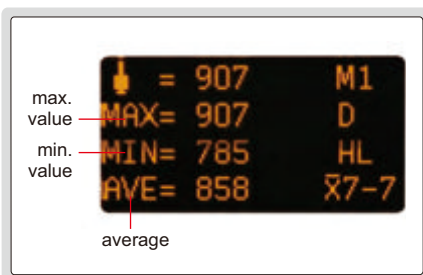 = 907 M1
MAX= 907 D
MIN= 785 HL
AVE= 858 X̄7-7
max.
value
min.
value
average